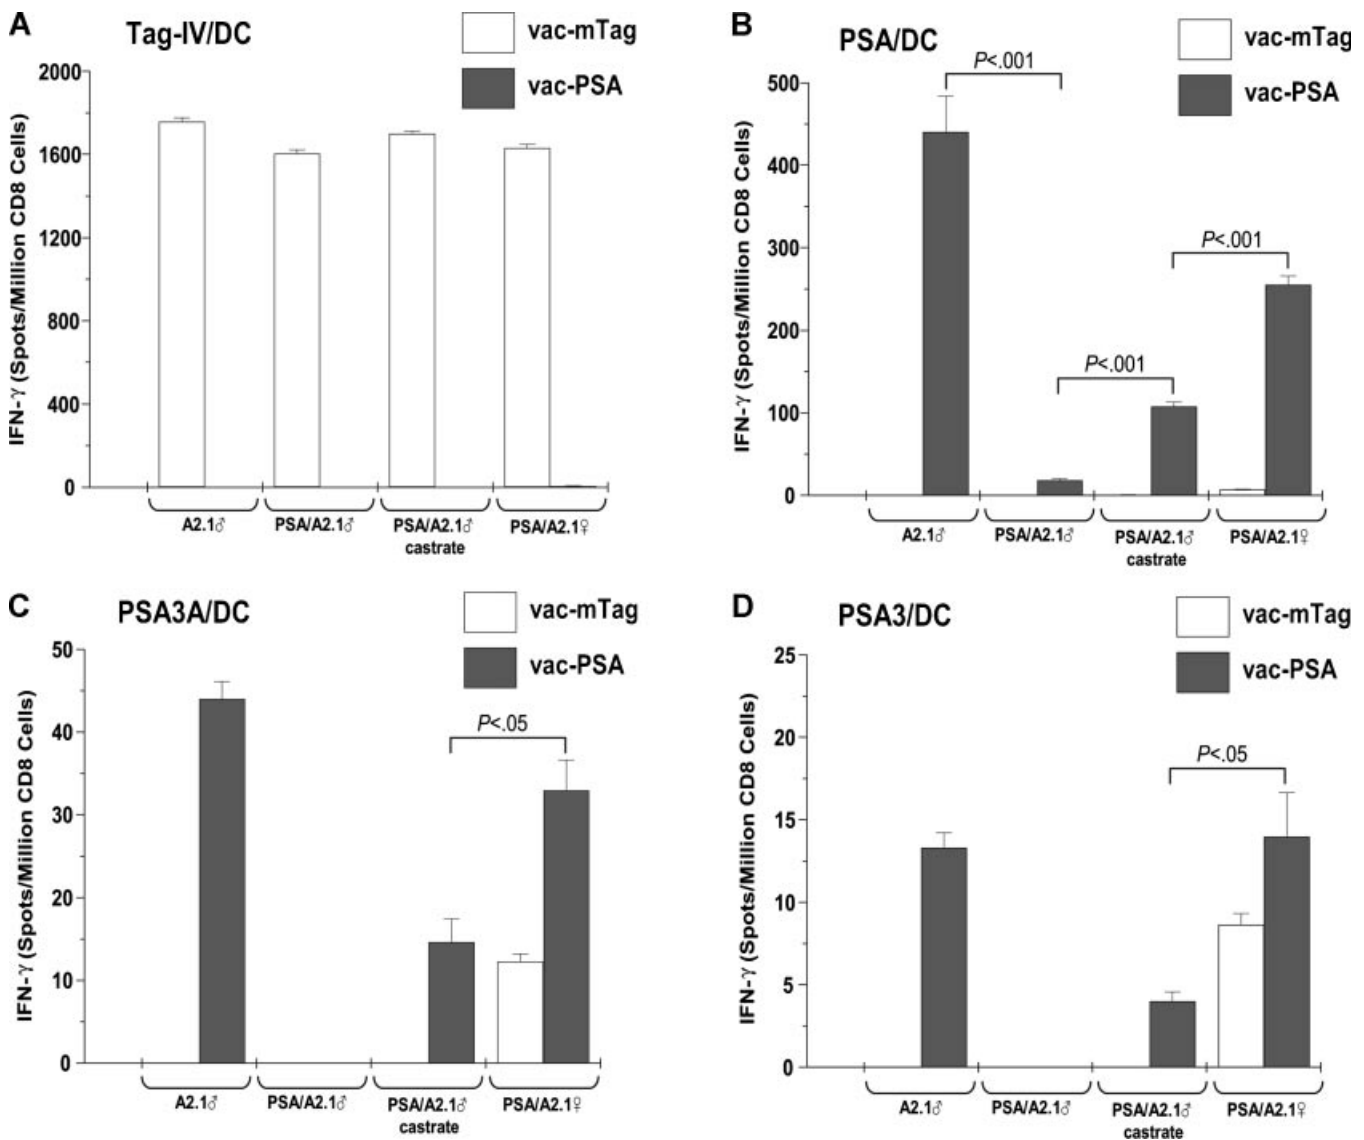 A
Tag-IV/DC
vac-mTag
vac-PSA
IFN-γ (Spots/Million CD8 Cells)
2000
1600
1200
800
400
0
A2.1♂
PSA/A2.1♂
PSA/A2.1♂
castrate
PSA/A2.1♀
B
PSA/DC
vac-mTag
vac-PSA
IFN-γ (Spots/Million CD8 Cells)
500
400
300
200
100
0
P<.001
P<.001
P<.001
A2.1♂
PSA/A2.1♂
PSA/A2.1♂
castrate
PSA/A2.1♀
C
PSA3A/DC
vac-mTag
vac-PSA
IFN-γ (Spots/Million CD8 Cells)
50
40
30
20
10
0
P<.05
A2.1♂
PSA/A2.1♂
PSA/A2.1♂
castrate
PSA/A2.1♀
D
PSA3/DC
vac-mTag
vac-PSA
IFN-γ (Spots/Million CD8 Cells)
25
20
15
10
5
0
P<.05
A2.1♂
PSA/A2.1♂
PSA/A2.1♂
castrate
PSA/A2.1♀